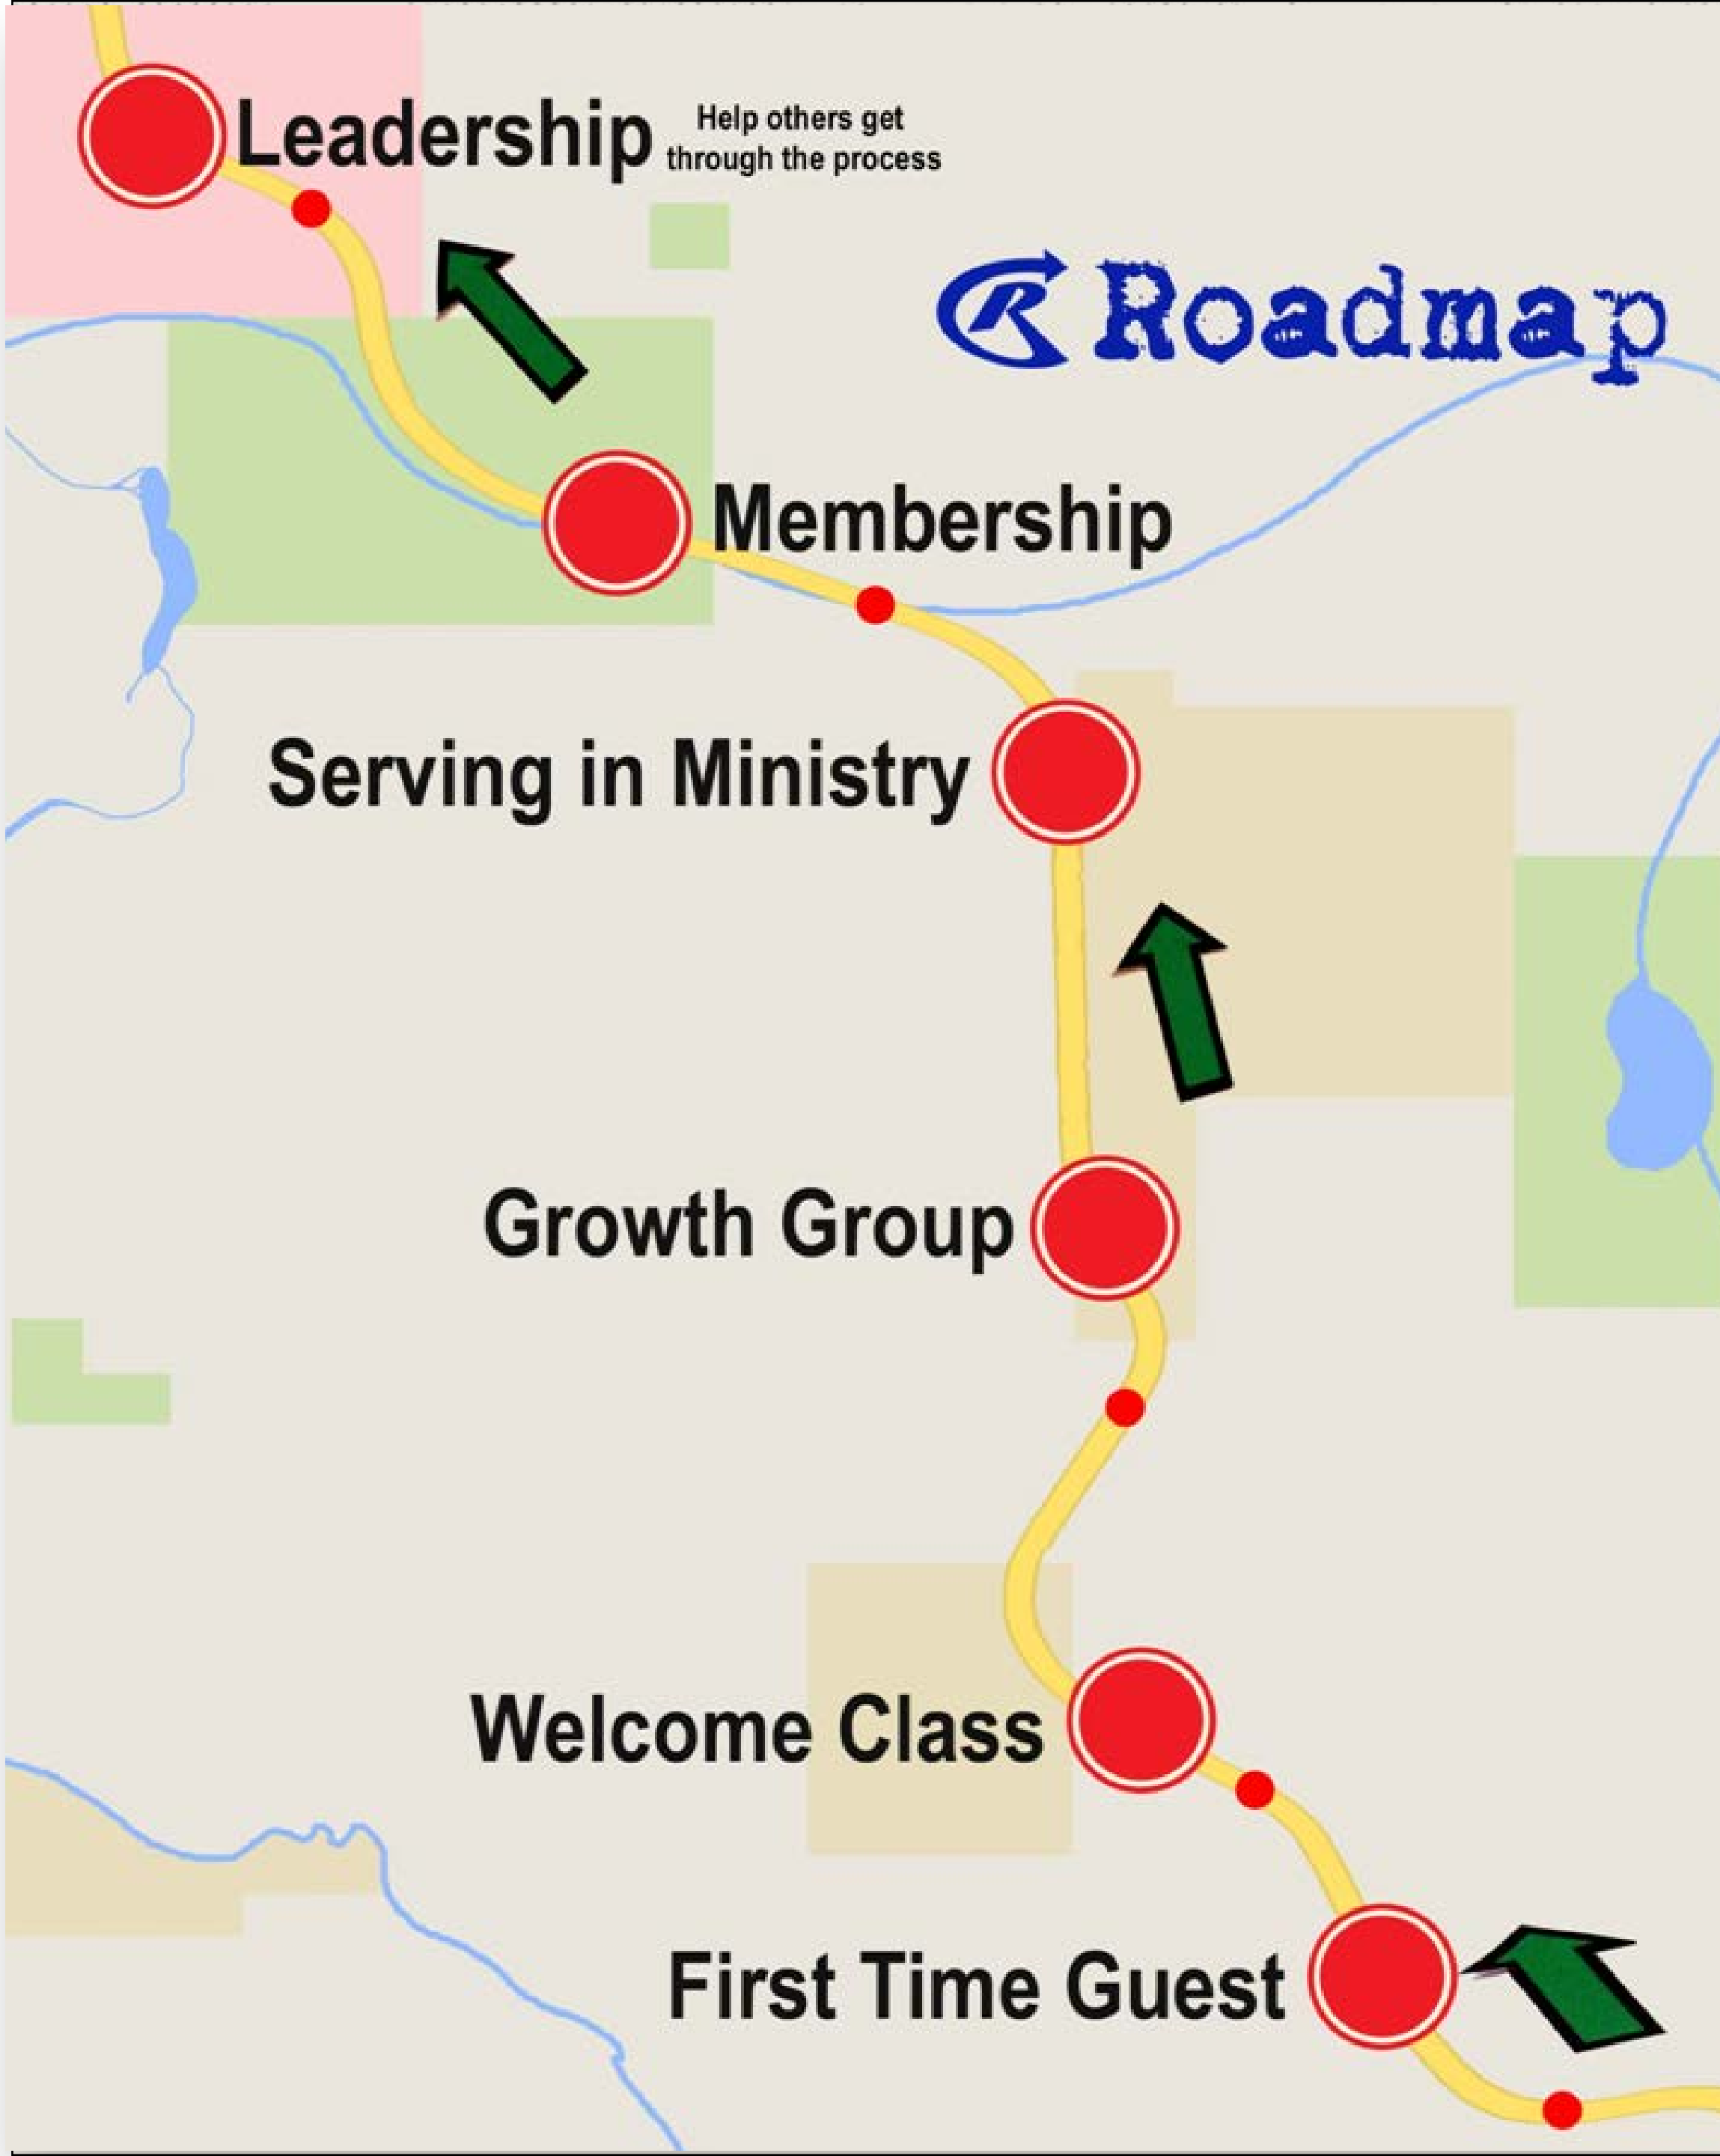 Leadership
Help others get
through the process
R Roadmap
Membership
Serving in Ministry
Growth Group
Welcome Class
First Time Guest